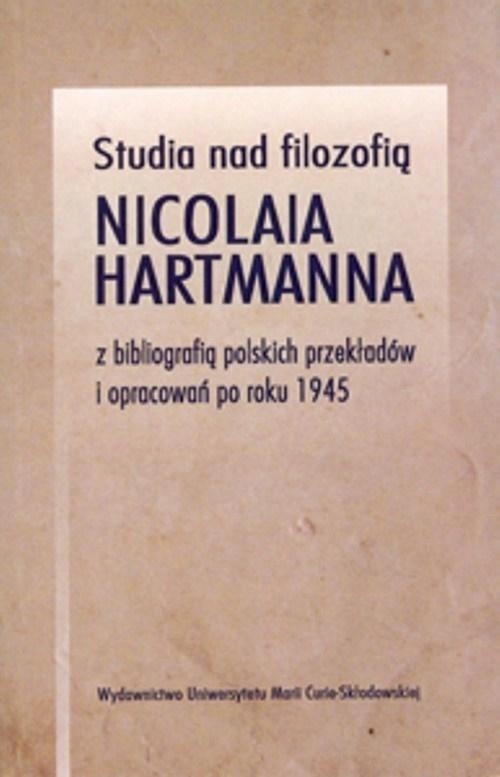 Studia nad filozofią
NICOLAIA
HARTMANNA
z bibliografią polskich przekładów
i opracowań po roku 1945
Wydawnictwo Uniwersytetu Marii Curie-Skłodowskiej